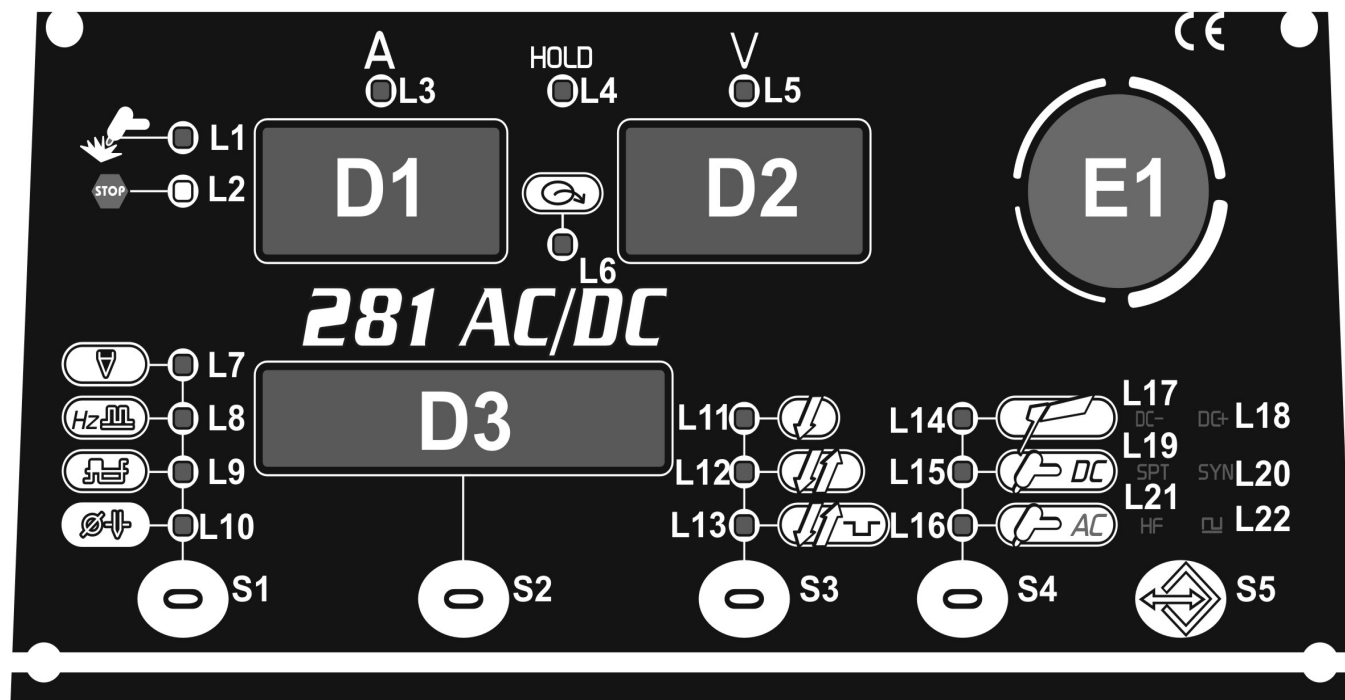 CE
A HOLD V
L3 L4 L5
L1
STOP L2
D1 D2 E1
L6
281 AC/DC
L7
D3
Hz L8 L11 L14 L17 DC- DC+ L18
L9 L12 L15 DC L19 SPT SYN L20
L10 L13 L16 AC L21 HF L22
S1 S2 S3 S4 S5